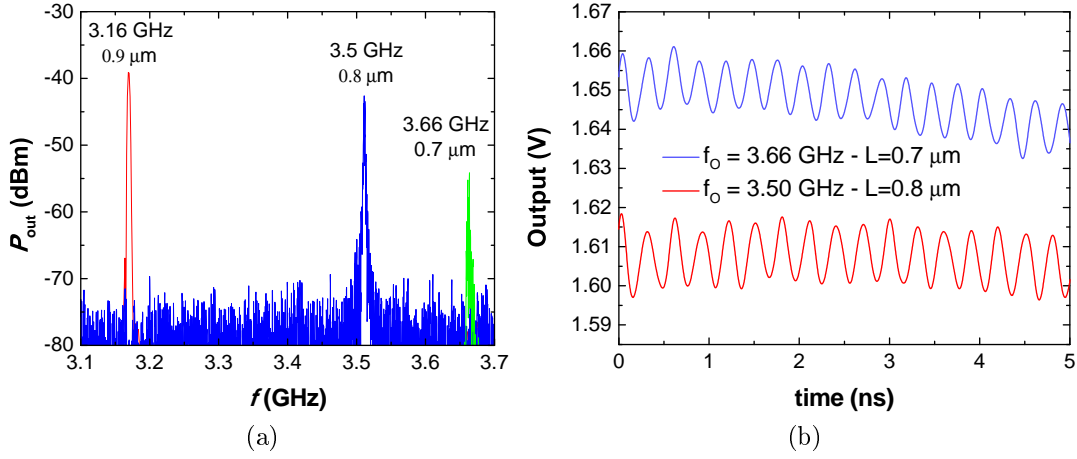 3.16 GHz
0.9 μm
3.5 GHz
0.8 μm
3.66 GHz
0.7 μm
-30
-40
-50
-60
-70
-80
P_out (dBm)
3.1 3.2 3.3 3.4 3.5 3.6 3.7
f (GHz)
(a)
1.67
1.66
1.65
1.64
1.63
1.62
1.61
1.60
1.59
Output (V)
f_O = 3.66 GHz - L=0.7 μm
f_O = 3.50 GHz - L=0.8 μm
0 1 2 3 4 5
time (ns)
(b)